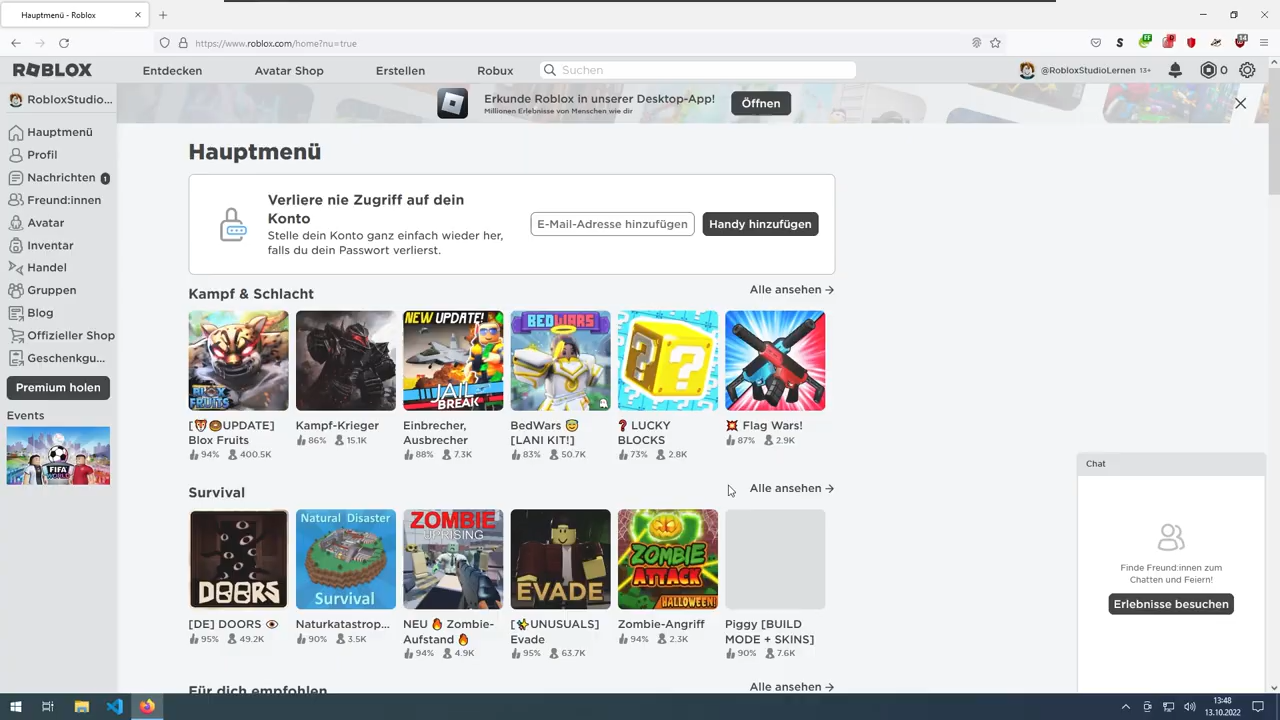 Hauptmenü - Roblox
https://www.roblox.com/home?nu=true
ROBLOX
Entdecken
Avatar Shop
Erstellen
Robux
Suchen
@RobloxStudioLernen 13+
0
RobloxStudio...
Hauptmenü
Profil
Nachrichten 1
Freund:innen
Avatar
Inventar
Handel
Gruppen
Blog
Offizieller Shop
Geschenkgu...
Premium holen
Events
FIFA
WORLD
Erkunde Roblox in unserer Desktop-App!
Millionen Erlebnisse von Menschen wie dir
Öffnen
Hauptmenü
Verliere nie Zugriff auf dein
Konto
Stelle dein Konto ganz einfach wieder her,
falls du dein Passwort verlierst.
E-Mail-Adresse hinzufügen
Handy hinzufügen
Kampf & Schlacht
Alle ansehen →
BLOX
FRUITS
NEW UPDATE!
JAIL
BREAK
BEDWARS
? ?
[🐯🍩UPDATE]
Blox Fruits
94% 400.5K
Kampf-Krieger
86% 15.1K
Einbrecher,
Ausbrecher
88% 7.3K
BedWars 😇
[LANI KIT!]
83% 50.7K
❓ LUCKY
BLOCKS
73% 2.8K
💥 Flag Wars!
87% 2.9K
Survival
Alle ansehen →
DOORS
Natural Disaster
Survival
ZOMBIE
UPRISING
EVADE
ZOMBIE
ATTACK
HALLOWEEN!
[DE] DOORS 👁
95% 49.2K
Naturkatastrop...
90% 3.5K
NEU 🔥 Zombie-
Aufstand 🔥
94% 4.9K
[✨UNUSUALS]
Evade
95% 63.7K
Zombie-Angriff
94% 2.3K
Piggy [BUILD
MODE + SKINS]
90% 7.6K
Für dich empfohlen
Alle ansehen →
Chat
Finde Freund:innen zum
Chatten und Feiern!
Erlebnisse besuchen
13:48
13.10.2022